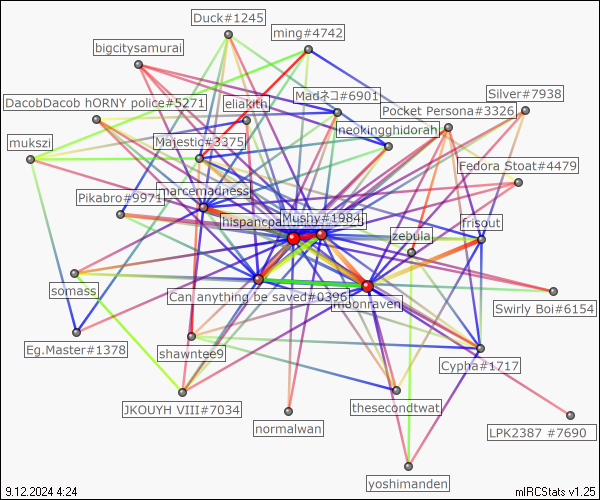 Duck#1245
ming#4742
bigcitysamurai
Madネコ#6901
Silver#7938
DacobDacob hORNY police#5271
eliakith
Pocket Persona#3326
neokingghidorah
mukszi
Majestic#3375
Fedora Stoat#4479
Pikabro#9971
marcemadness
hispancoa
Mushy#1984
frisout
zebula
somass
Can anything be saved#0396
moonraven
Swirly Boi#6154
Eg.Master#1378
shawntee9
Cypha#1717
JKOUYH VIII#7034
thesecondtwat
normalwan
LPK2387 #7690
yoshimanden
9.12.2024 4:24
mIRCStats v1.25